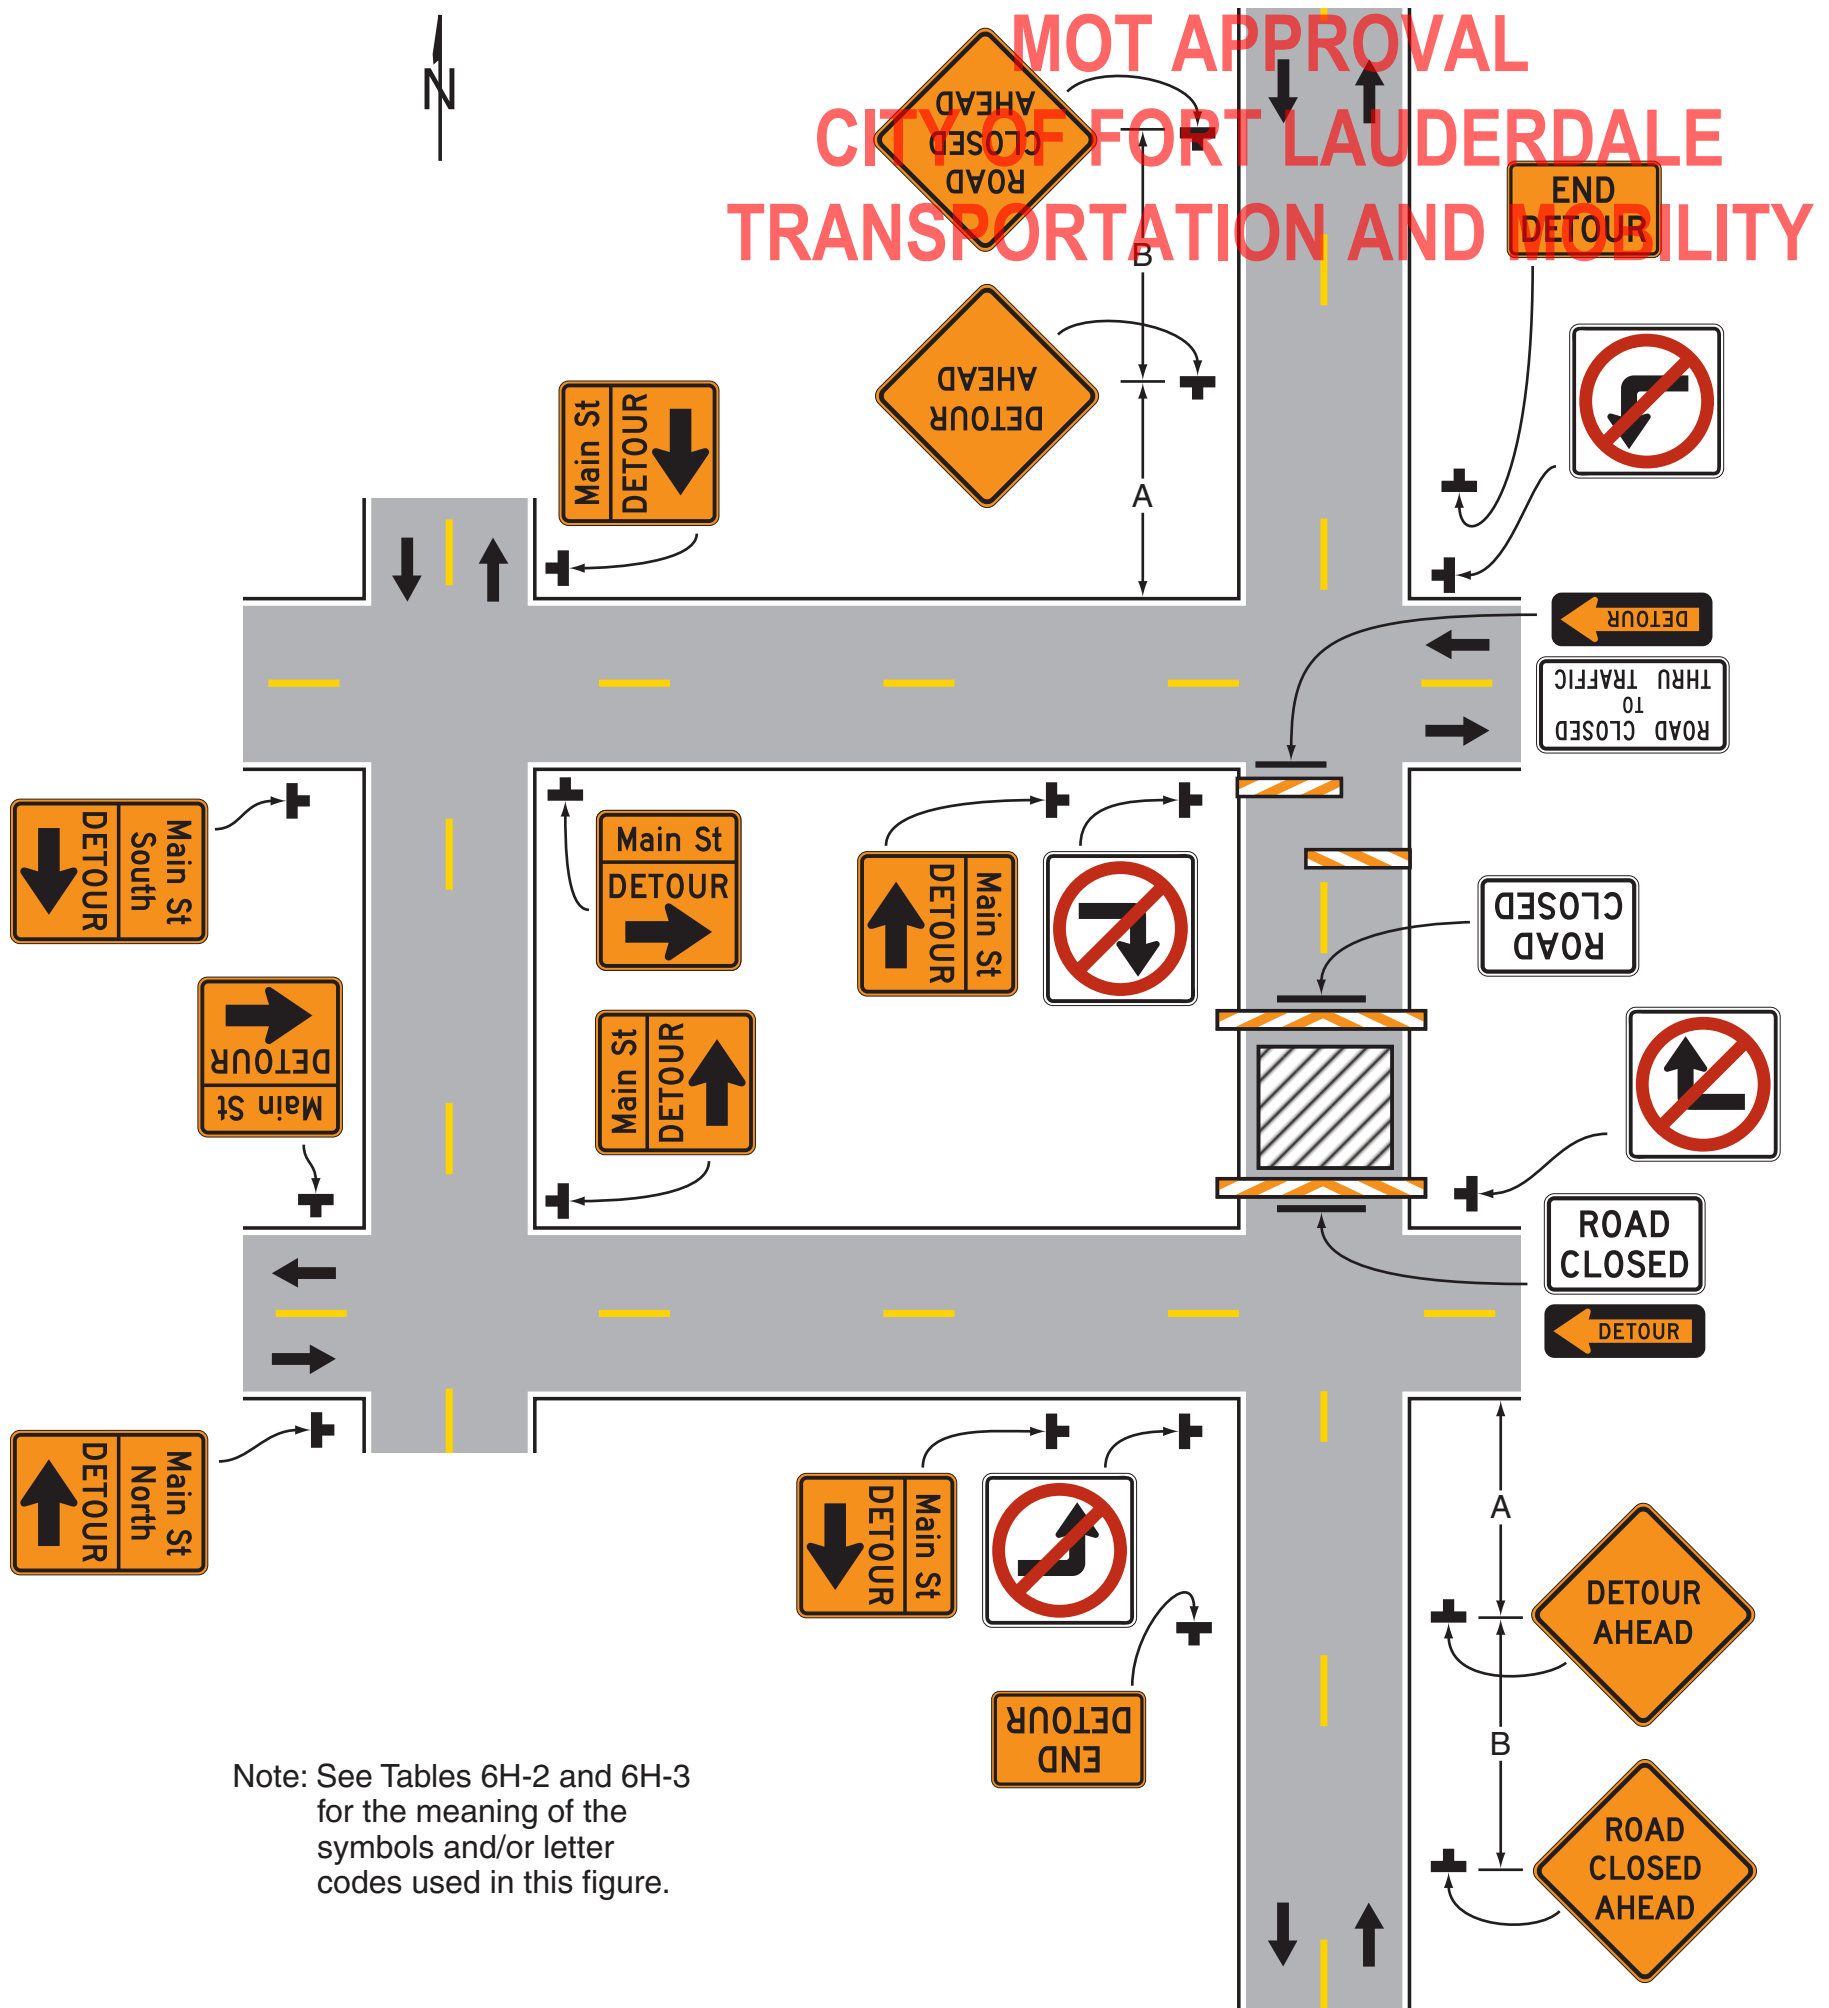 MOT APPROVAL
CITY OF FORT LAUDERDALE
TRANSPORTATION AND MOBILITY
N
ROAD
CLOSED
AHEAD
B
END
DETOUR
DETOUR
AHEAD
A
Main St
DETOUR
DETOUR
ROAD CLOSED
TO
THRU TRAFFIC
Main St
South
DETOUR
Main St
DETOUR
Main St
DETOUR
ROAD
CLOSED
Main St
DETOUR
Main St
DETOUR
ROAD
CLOSED
DETOUR
Main St
North
DETOUR
Main St
DETOUR
A
DETOUR
AHEAD
END
DETOUR
B
ROAD
CLOSED
AHEAD
Note: See Tables 6H-2 and 6H-3
for the meaning of the
symbols and/or letter
codes used in this figure.